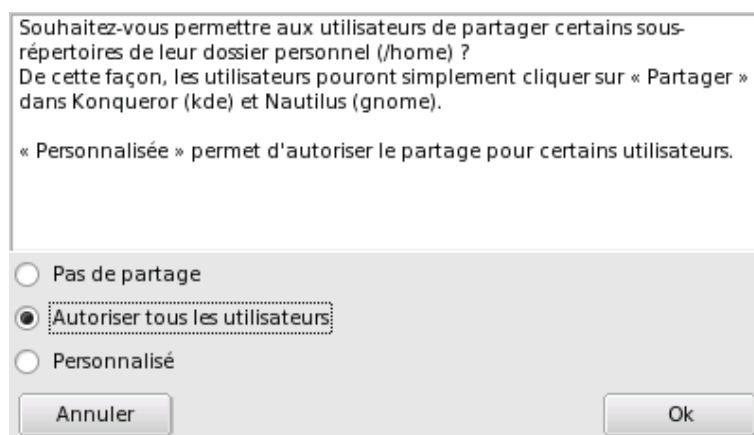 Souhaitez-vous permettre aux utilisateurs de partager certains sous-
répertoires de leur dossier personnel (/home) ?
De cette façon, les utilisateurs pourront simplement cliquer sur « Partager »
dans Konqueror (kde) et Nautilus (gnome).
« Personnalisée » permet d'autoriser le partage pour certains utilisateurs.
Pas de partage
Autoriser tous les utilisateurs
Personnalisé
Annuler Ok